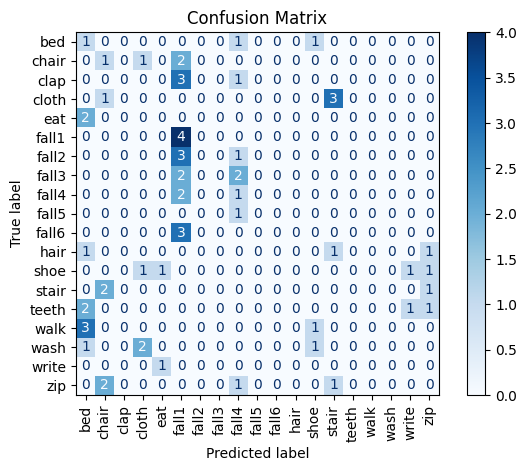 Confusion Matrix
bed 1 0 0 0 0 0 0 0 1 0 0 0 1 0 0 0 0 0 0
chair 0 1 0 1 0 2 0 0 0 0 0 0 0 0 0 0 0 0 0
clap 0 0 0 0 0 3 0 0 1 0 0 0 0 0 0 0 0 0 0
cloth 0 1 0 0 0 0 0 0 0 0 0 0 0 3 0 0 0 0 0
eat 2 0 0 0 0 0 0 0 0 0 0 0 0 0 0 0 0 0 0
fall1 0 0 0 0 0 4 0 0 0 0 0 0 0 0 0 0 0 0 0
fall2 0 0 0 0 0 3 0 0 1 0 0 0 0 0 0 0 0 0 0
fall3 0 0 0 0 0 2 0 0 2 0 0 0 0 0 0 0 0 0 0
fall4 0 0 0 0 0 2 0 0 1 0 0 0 0 0 0 0 0 0 0
fall5 0 0 0 0 0 0 0 0 1 0 0 0 0 0 0 0 0 0 0
fall6 0 0 0 0 0 3 0 0 0 0 0 0 0 0 0 0 0 0 0
hair 1 0 0 0 0 0 0 0 0 0 0 0 0 1 0 0 0 0 1
shoe 0 0 0 1 1 0 0 0 0 0 0 0 0 0 0 0 0 1 1
stair 0 2 0 0 0 0 0 0 0 0 0 0 0 0 0 0 0 0 1
teeth 2 0 0 0 0 0 0 0 0 0 0 0 0 0 0 0 0 1 1
walk 3 0 0 0 0 0 0 0 0 0 0 0 1 0 0 0 0 0 0
wash 1 0 0 2 0 0 0 0 0 0 0 0 1 0 0 0 0 0 0
write 0 0 0 0 1 0 0 0 0 0 0 0 0 0 0 0 0 0 0
zip 0 2 0 0 0 0 0 0 1 0 0 0 0 1 0 0 0 0 0
bed chair clap cloth eat fall1 fall2 fall3 fall4 fall5 fall6 hair shoe stair teeth walk wash write zip
Predicted label
True label
4.0
3.5
3.0
2.5
2.0
1.5
1.0
0.5
0.0